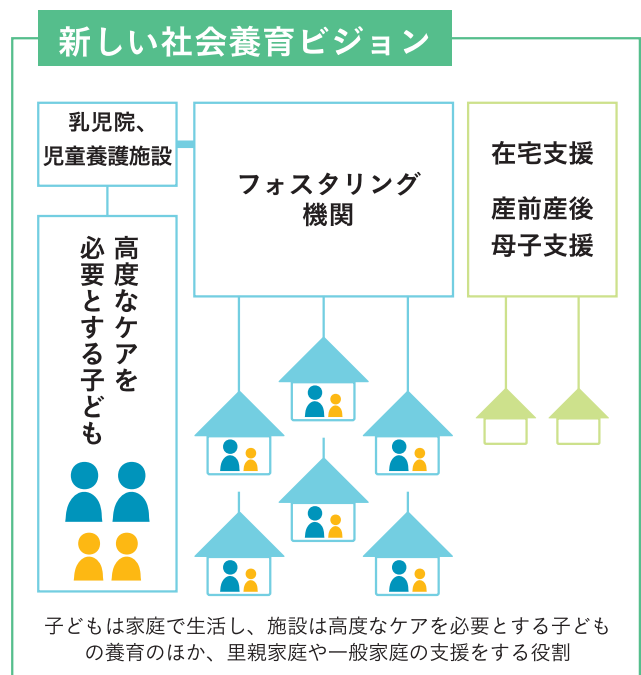 新しい社会養育ビジョン
乳児院、
児童養護施設
フォスタリング
機関
在宅支援
産前産後
母子支援
高度なケアを
必要とする子ども
子どもは家庭で生活し、施設は高度なケアを必要とする子ども
の養育のほか、里親家庭や一般家庭の支援をする役割